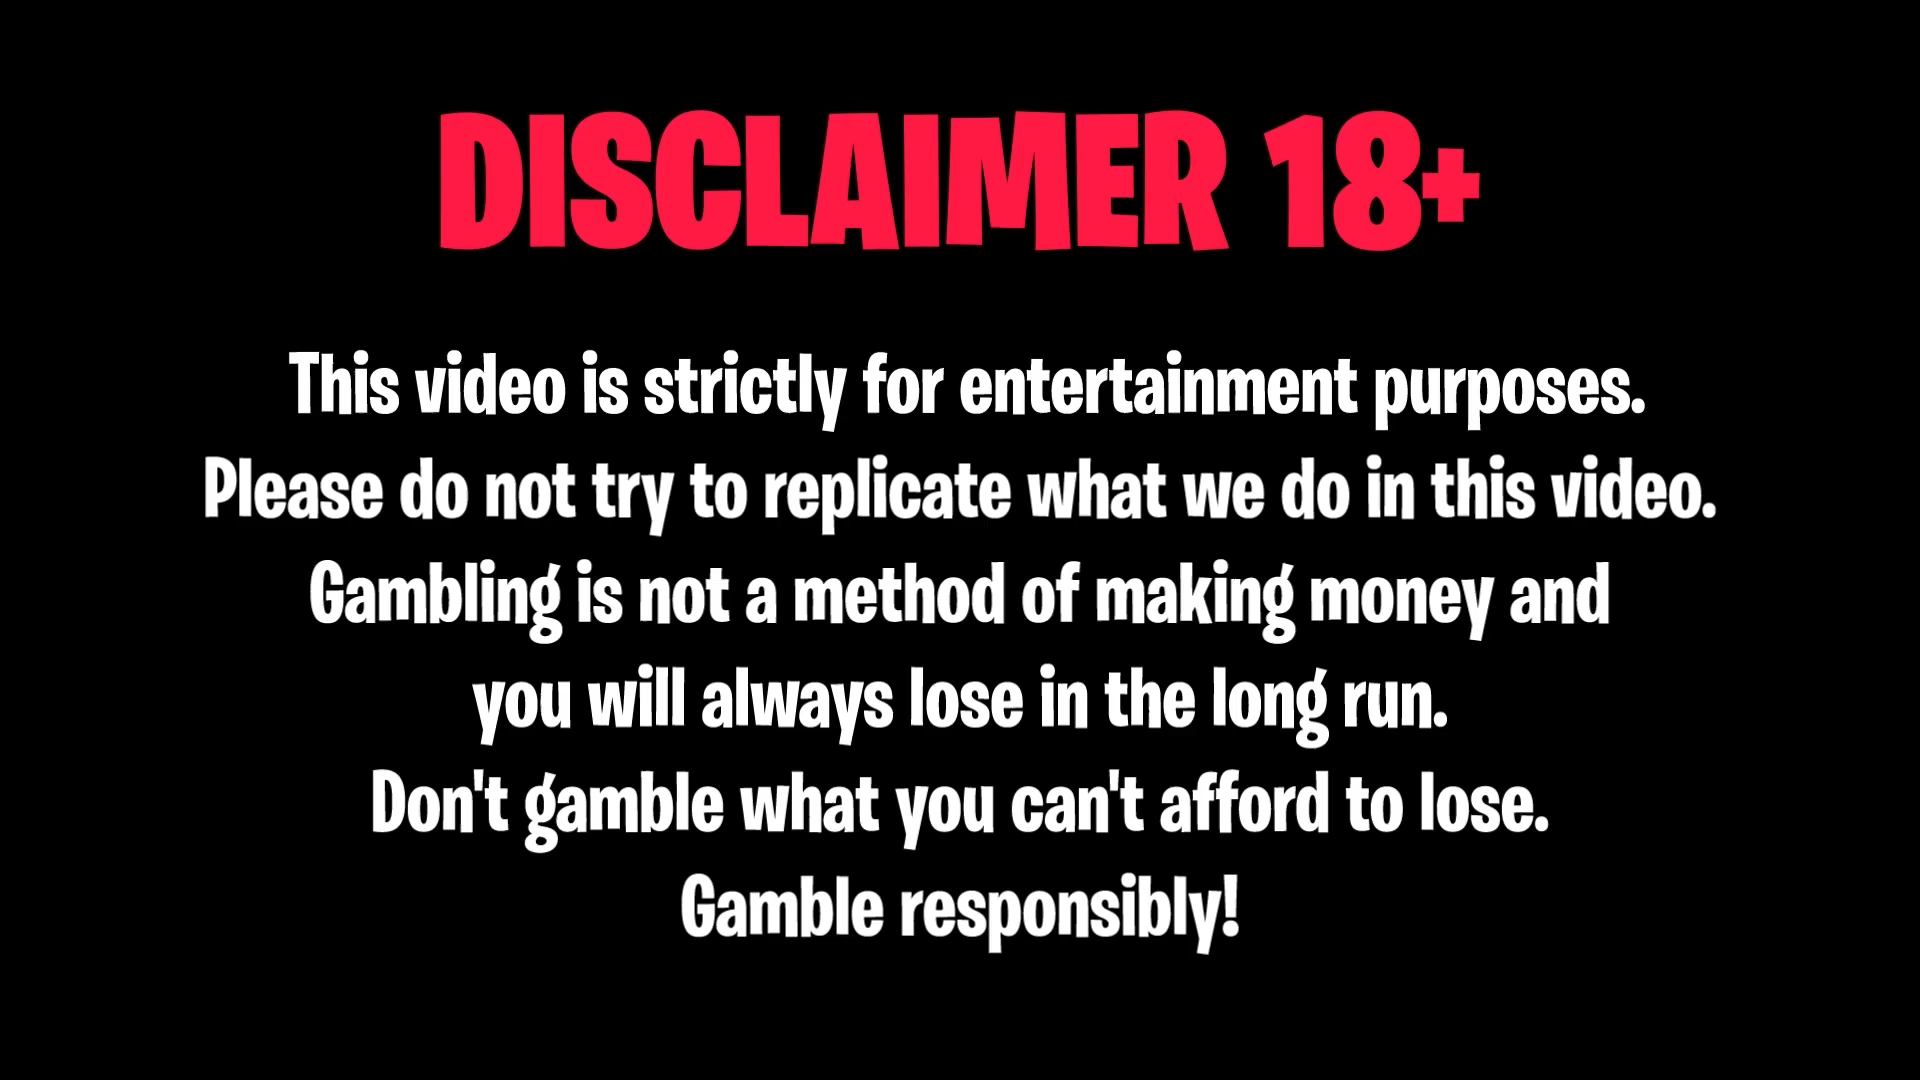 DISCLAIMER 18+
This video is strictly for entertainment purposes.
Please do not try to replicate what we do in this video.
Gambling is not a method of making money and
you will always lose in the long run.
Don't gamble what you can't afford to lose.
Gamble responsibly!